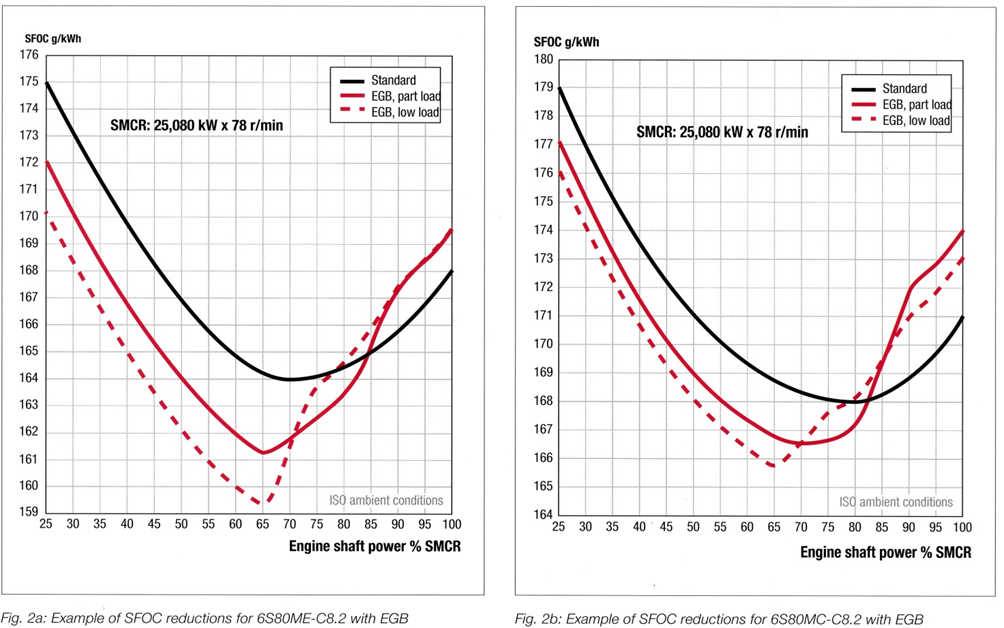 SFOC g/kWh
176
175
174
173
172
171
170
169
168
167
166
165
164
163
162
161
160
159
Standard
EGB, part load
EGB, low load
SMCR: 25,080 kW x 78 r/min
ISO ambient conditions
25 30 35 40 45 50 55 60 65 70 75 80 85 90 95 100
Engine shaft power % SMCR
Fig. 2a: Example of SFOC reductions for 6S80ME-C8.2 with EGB
SFOC g/kWh
180
179
178
177
176
175
174
173
172
171
170
169
168
167
166
165
164
Standard
EGB, part load
EGB, low load
SMCR: 25,080 kW x 78 r/min
ISO ambient conditions
25 30 35 40 45 50 55 60 65 70 75 80 85 90 95 100
Engine shaft power % SMCR
Fig. 2b: Example of SFOC reductions for 6S80MC-C8.2 with EGB